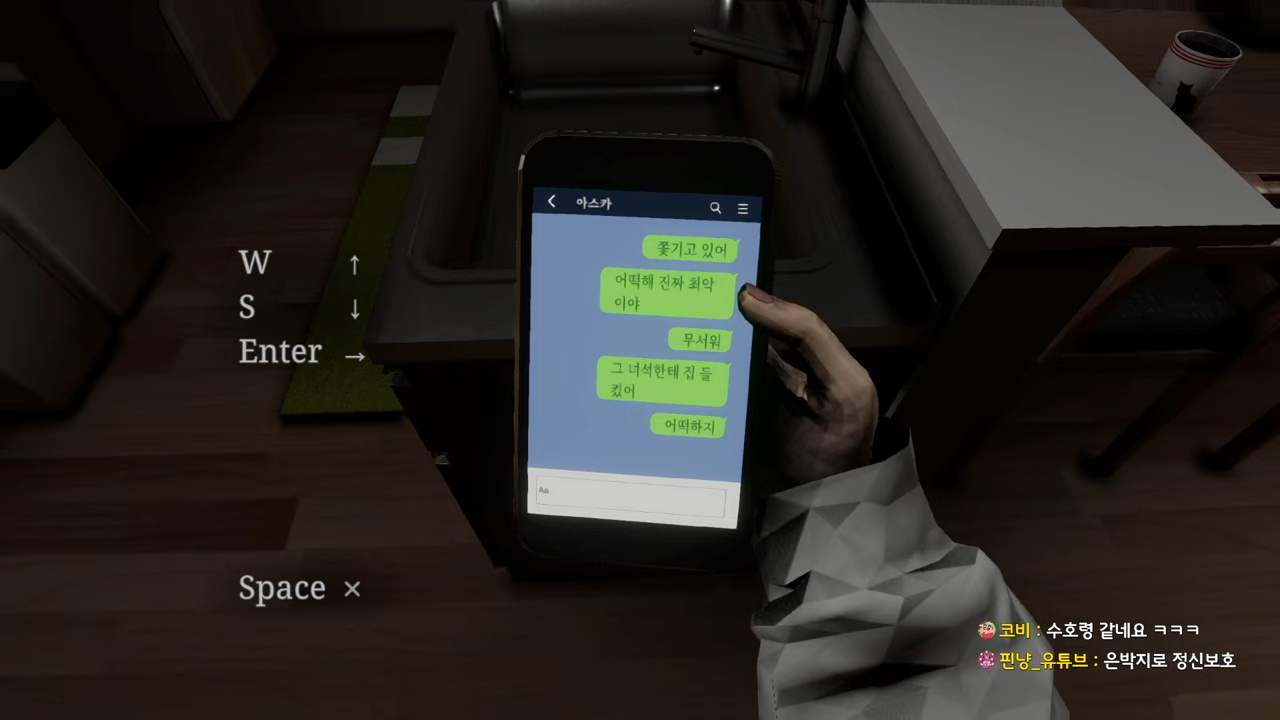 아스카
쫓기고 있어
어떡해 진짜 최악
이야
무서워
그 녀석한테 집 들
켰어
어떡하지
Aa
W ↑
S ↓
Enter →
Space ×
코비 : 수호령 같네요 ㅋㅋㅋ
핀냥_유튜브 : 은박지로 정신보호